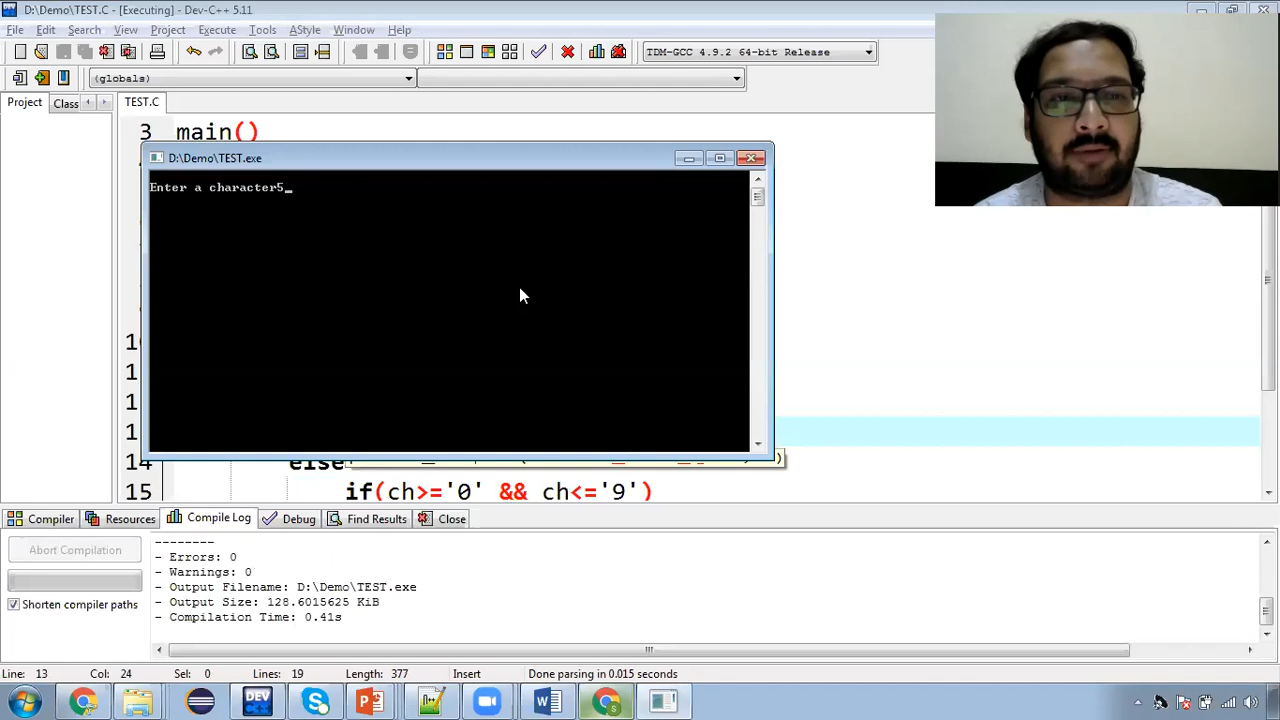 D:\Demo\TEST.C - [Executing] - Dev-C++ 5.11
File Edit Search View Project Execute Tools AStyle Window Help
TDM-GCC 4.9.2 64-bit Release
(globals)
Project Class TEST.C
3 main()
D:\Demo\TEST.exe
Enter a character5_
14 else
15 if(ch>='0' && ch<='9')
Compiler Resources Compile Log Debug Find Results Close
Abort Compilation
Shorten compiler paths
--------
- Errors: 0
- Warnings: 0
- Output Filename: D:\Demo\TEST.exe
- Output Size: 128.6015625 KiB
- Compilation Time: 0.41s
Line: 13 Col: 24 Sel: 0 Lines: 19 Length: 377 Insert Done parsing in 0.015 seconds
DEV